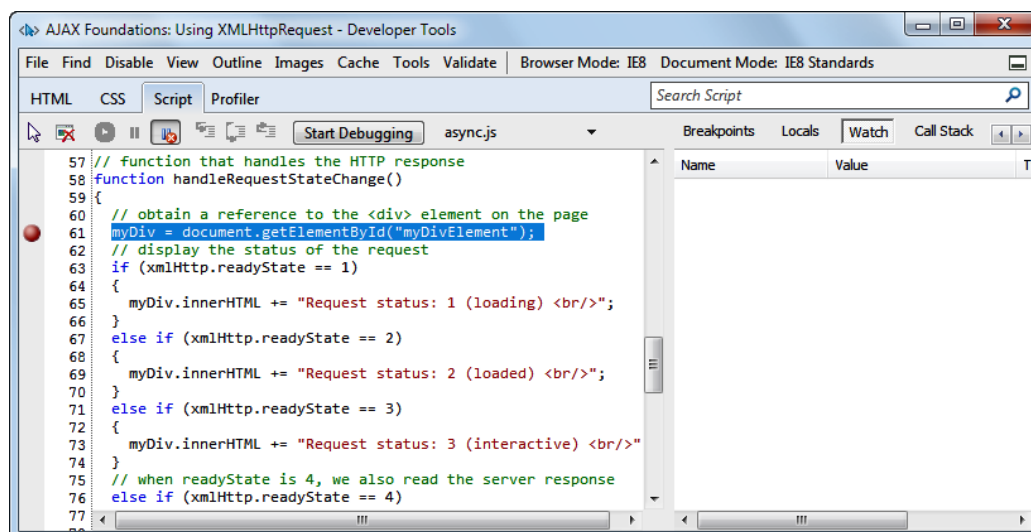 AJAX Foundations: Using XMLHttpRequest - Developer Tools
File Find Disable View Outline Images Cache Tools Validate Browser Mode: IE8 Document Mode: IE8 Standards
HTML CSS Script Profiler Search Script
Start Debugging async.js Breakpoints Locals Watch Call Stack
Name Value T
57 // function that handles the HTTP response
58 function handleRequestStateChange()
59 {
60 // obtain a reference to the <div> element on the page
61 myDiv = document.getElementById("myDivElement");
62 // display the status of the request
63 if (xmlHttp.readyState == 1)
64 {
65 myDiv.innerHTML += "Request status: 1 (loading) <br/>";
66 }
67 else if (xmlHttp.readyState == 2)
68 {
69 myDiv.innerHTML += "Request status: 2 (loaded) <br/>";
70 }
71 else if (xmlHttp.readyState == 3)
72 {
73 myDiv.innerHTML += "Request status: 3 (interactive) <br/>"
74 }
75 // when readyState is 4, we also read the server response
76 else if (xmlHttp.readyState == 4)
77